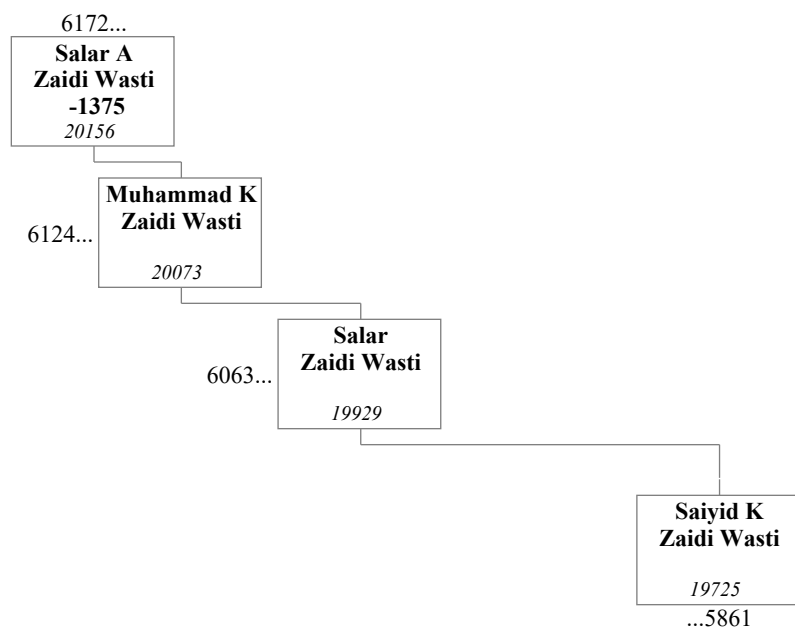 6172...
Salar A
Zaidi Wasti
-1375
20156
Muhammad K
Zaidi Wasti
6124...
20073
Salar
Zaidi Wasti
6063...
19929
Saiyid K
Zaidi Wasti
19725
...5861